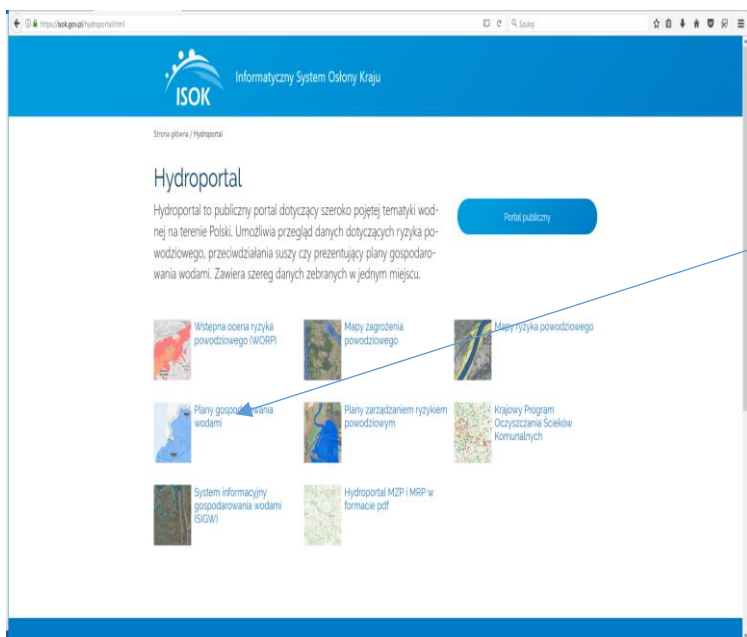 https://isok.gov.pl/hydroportal.html
Szukaj
ISOK
Informatyczny System Osłony Kraju
Strona główna / Hydroportal
Hydroportal
Hydroportal to publiczny portal dotyczący szeroko pojętej tematyki wod-
nej na terenie Polski. Umożliwia przegląd danych dotyczących ryzyka po-
wodziowego, przeciwdziałania suszy czy prezentujący plany gospodaro-
wania wodami. Zawiera szereg danych zebranych w jednym miejscu.
Portal publiczny
Wstępna ocena ryzyka
powodziowego (WORP)
Mapy zagrożenia
powodziowego
Mapy ryzyka powodziowego
Plany gospodarowania
wodami
Plany zarządzaniem ryzykiem
powodziowym
Krajowy Program
Oczyszczania Ścieków
Komunalnych
System informacyjny
gospodarowania wodami
(SIGW)
Hydroportal MZP i MRP w
formacie pdf